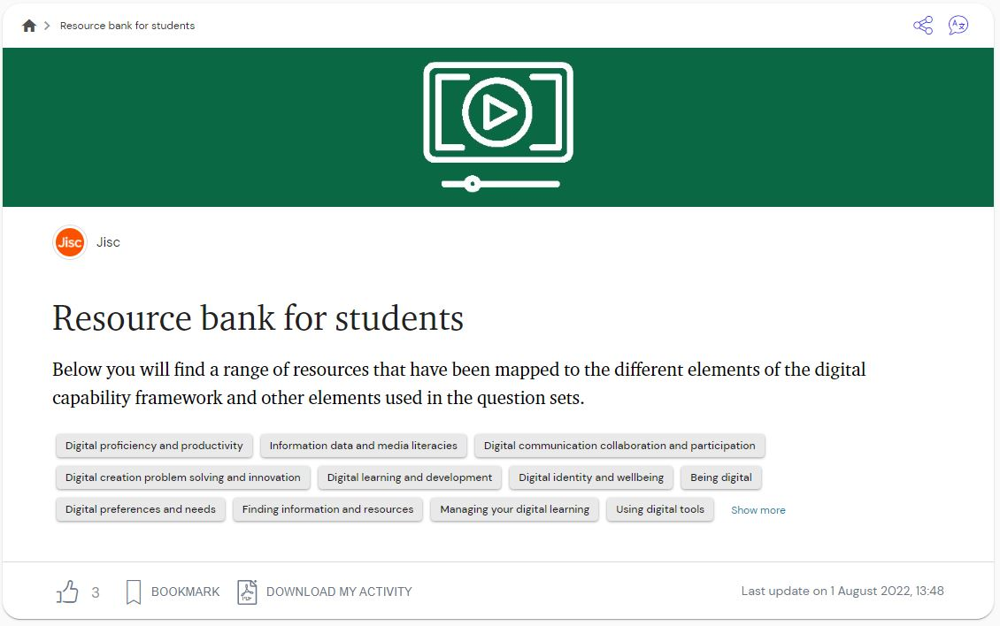 Resource bank for students
Jisc Jisc
Resource bank for students
Below you will find a range of resources that have been mapped to the different elements of the digital
capability framework and other elements used in the question sets.
Digital proficiency and productivity Information data and media literacies Digital communication collaboration and participation
Digital creation problem solving and innovation Digital learning and development Digital identity and wellbeing Being digital
Digital preferences and needs Finding information and resources Managing your digital learning Using digital tools Show more
3 BOOKMARK PDF DOWNLOAD MY ACTIVITY Last update on 1 August 2022, 13:48